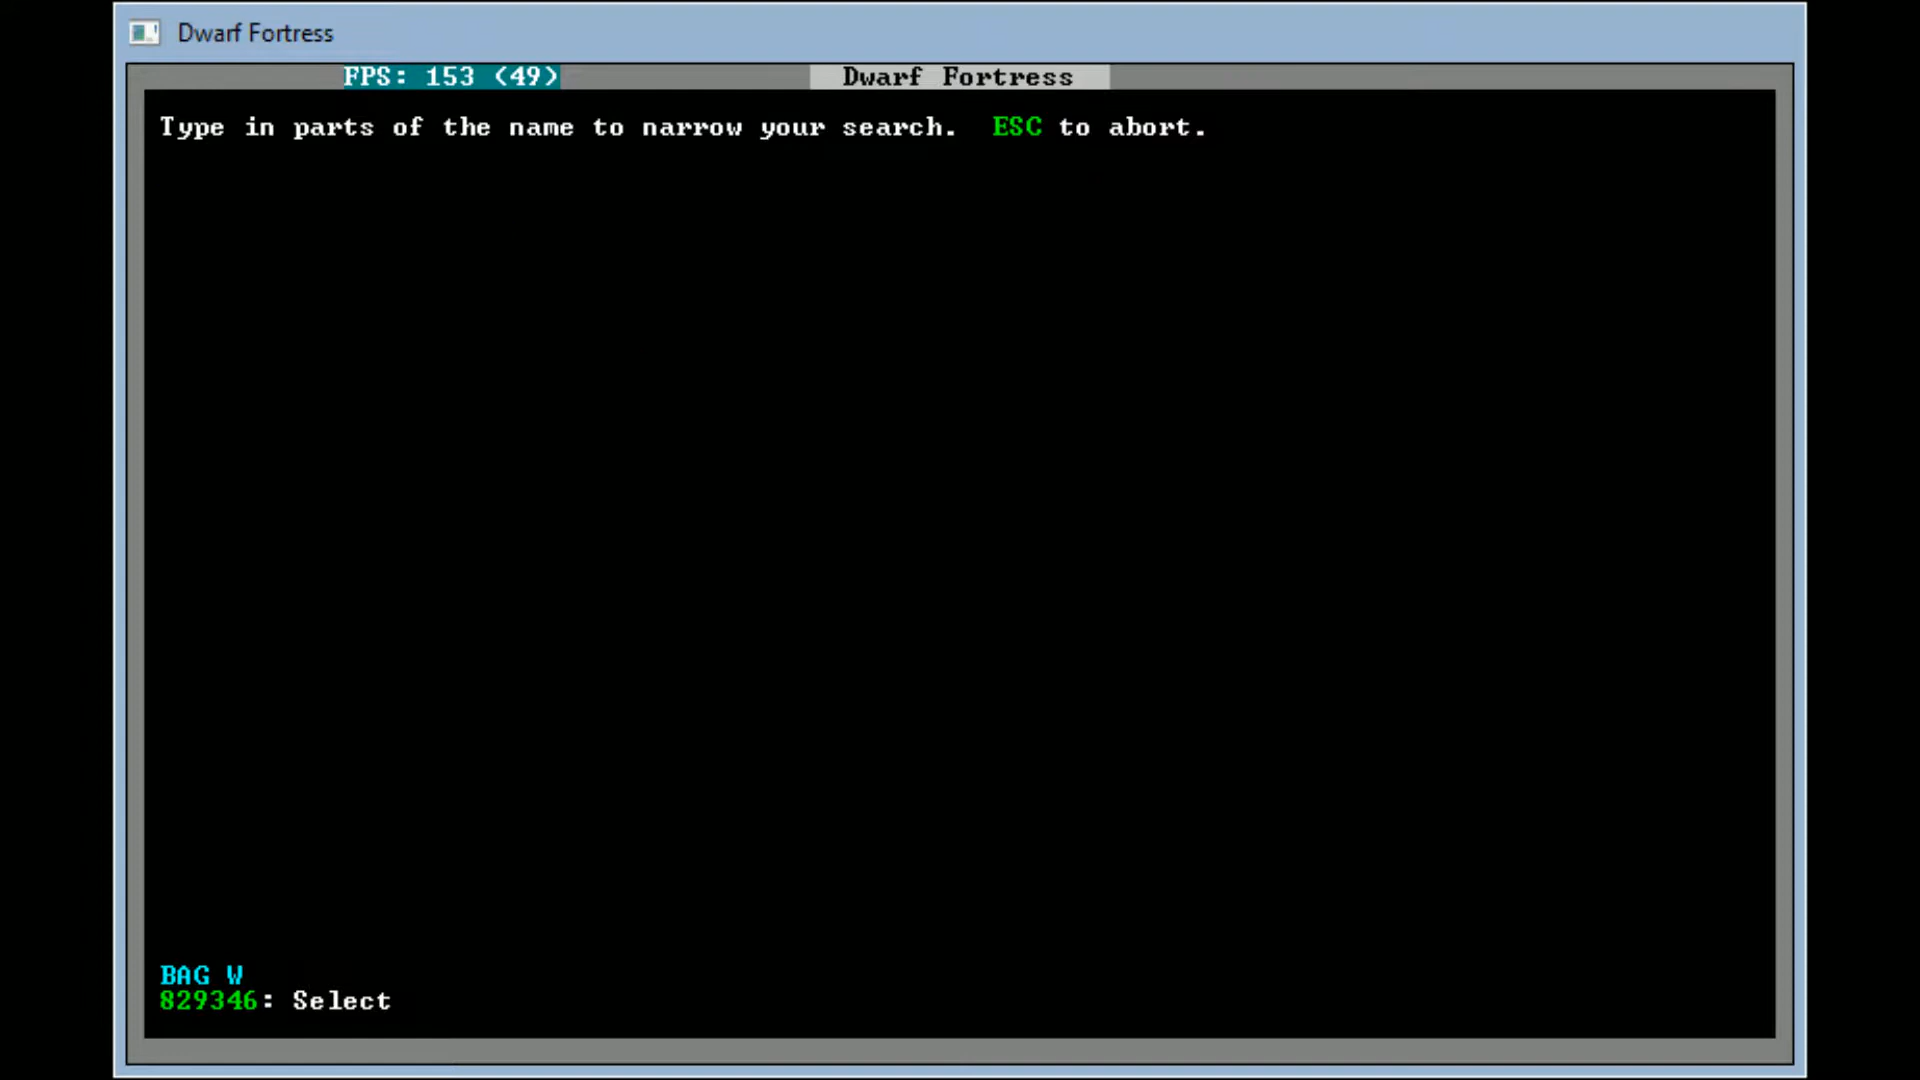 Dwarf Fortress
FPS: 153 (49) Dwarf Fortress
Type in parts of the name to narrow your search. ESC to abort.
BAG W
829346: Select